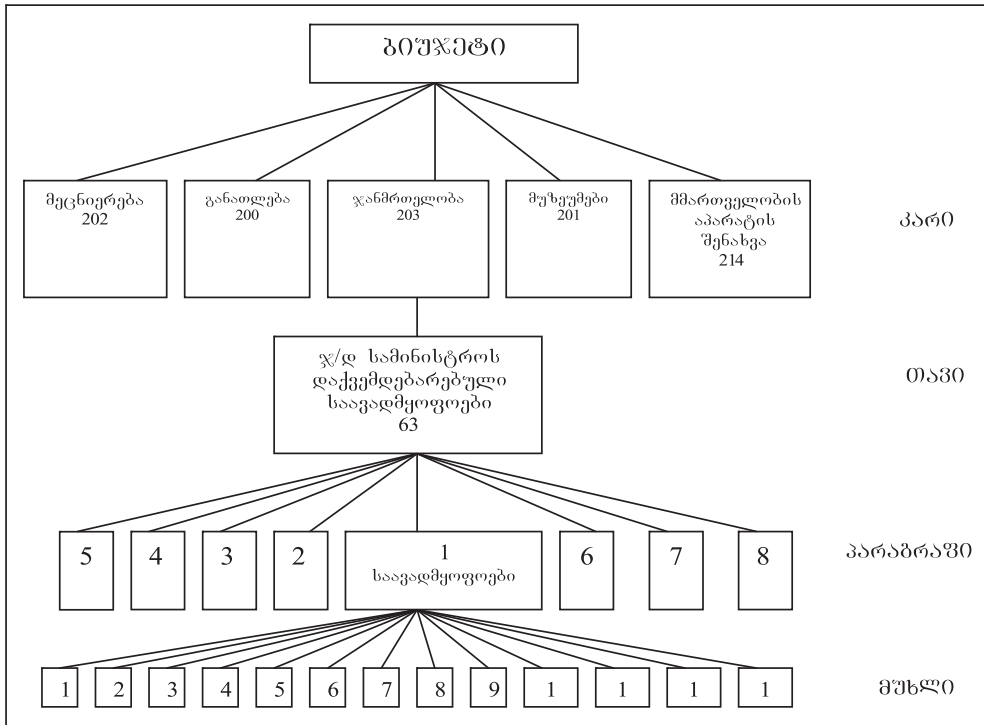 ბიუჯეტი
მეცნიერება
202
განათლება
200
ჯანმრთელობა
203
მუზეუმები
201
მმართველობის
აპარატის
შენახვა
214
კარი
ჯ/დ სამინისტროს
დაქვემდებარებული
საავადმყოფოები
63
თავი
5 4 3 2 1 6 7 8
საავადმყოფოები
პარაგრაფი
1 2 3 4 5 6 7 8 9 1 1 1 1
მუხლი